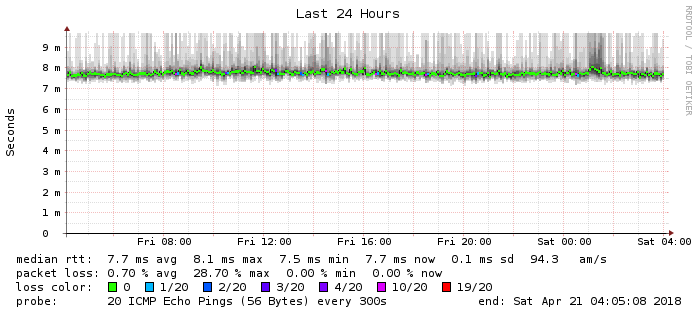 Last 24 Hours
RRDTOOL / TOBI OETIKER
Seconds
9 m
8 m
7 m
6 m
5 m
4 m
3 m
2 m
1 m
0
Fri 08:00 Fri 12:00 Fri 16:00 Fri 20:00 Sat 00:00 Sat 04:00
median rtt: 7.7 ms avg 8.1 ms max 7.5 ms min 7.7 ms now 0.1 ms sd 94.3 am/s
packet loss: 0.70 % avg 28.70 % max 0.00 % min 0.00 % now
loss color: 0 1/20 2/20 3/20 4/20 10/20 19/20
probe: 20 ICMP Echo Pings (56 Bytes) every 300s end: Sat Apr 21 04:05:08 2018